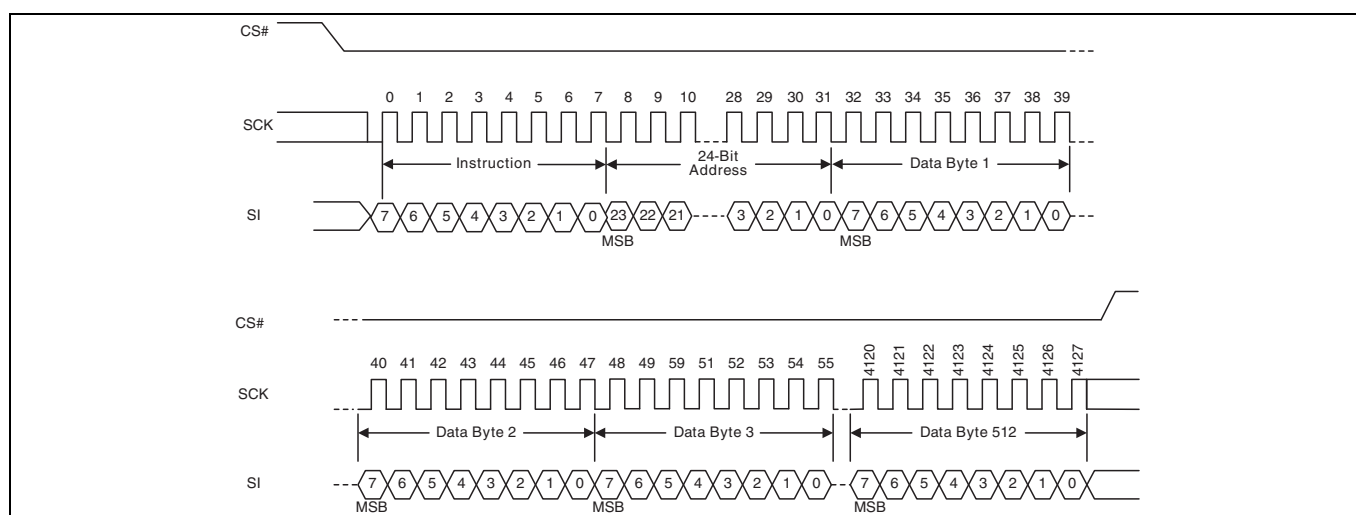 CS#
0 1 2 3 4 5 6 7 8 9 10 28 29 30 31 32 33 34 35 36 37 38 39
SCK
Instruction 24-Bit Address Data Byte 1
SI 7 6 5 4 3 2 1 0 23 22 21 3 2 1 0 7 6 5 4 3 2 1 0
MSB MSB
CS#
40 41 42 43 44 45 46 47 48 49 59 51 52 53 54 55 4120 4121 4122 4123 4124 4125 4126 4127
SCK
Data Byte 2 Data Byte 3 Data Byte 512
SI 7 6 5 4 3 2 1 0 7 6 5 4 3 2 1 0 7 6 5 4 3 2 1 0
MSB MSB MSB